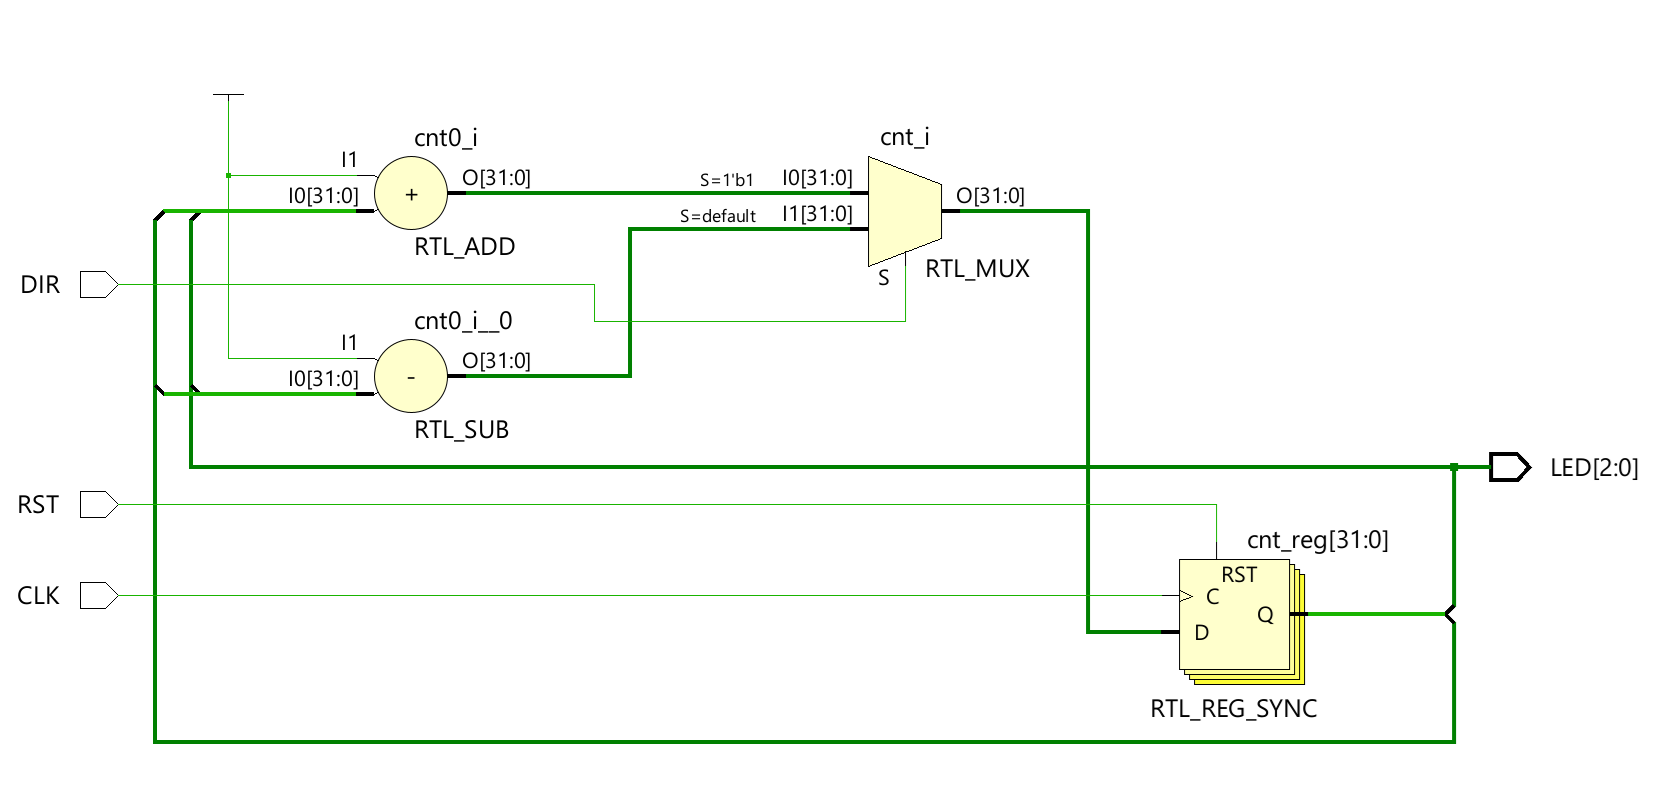 cnt0_i
cnt_i
I1
O[31:0]
S=1'b1
I0[31:0]
I0[31:0]
+
O[31:0]
S=default
I1[31:0]
RTL_ADD
S
RTL_MUX
DIR
cnt0_i__0
I1
O[31:0]
I0[31:0]
-
RTL_SUB
LED[2:0]
RST
cnt_reg[31:0]
RST
CLK
C
Q
D
RTL_REG_SYNC